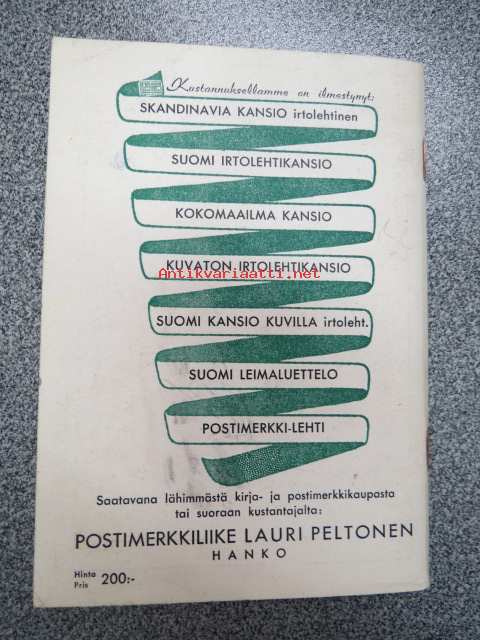 Kustannuksellamme on ilmestynyt:
SKANDINAVIA KANSIO irtolehtinen
SUOMI IRTOLEHTIKANSIO
KOKOMAAILMA KANSIO
KUVATON IRTOLEHTIKANSIO
Antikvariaatti.net
SUOMI KANSIO KUVILLA irtoleht.
SUOMI LEIMALUETTELO
POSTIMERKKI-LEHTI
Saatavana lähimmästä kirja- ja postimerkkikaupasta
tai suoraan kustantajalta:
POSTIMERKKILIIKE LAURI PELTONEN
HANKO
Hinta
Pris 200:-